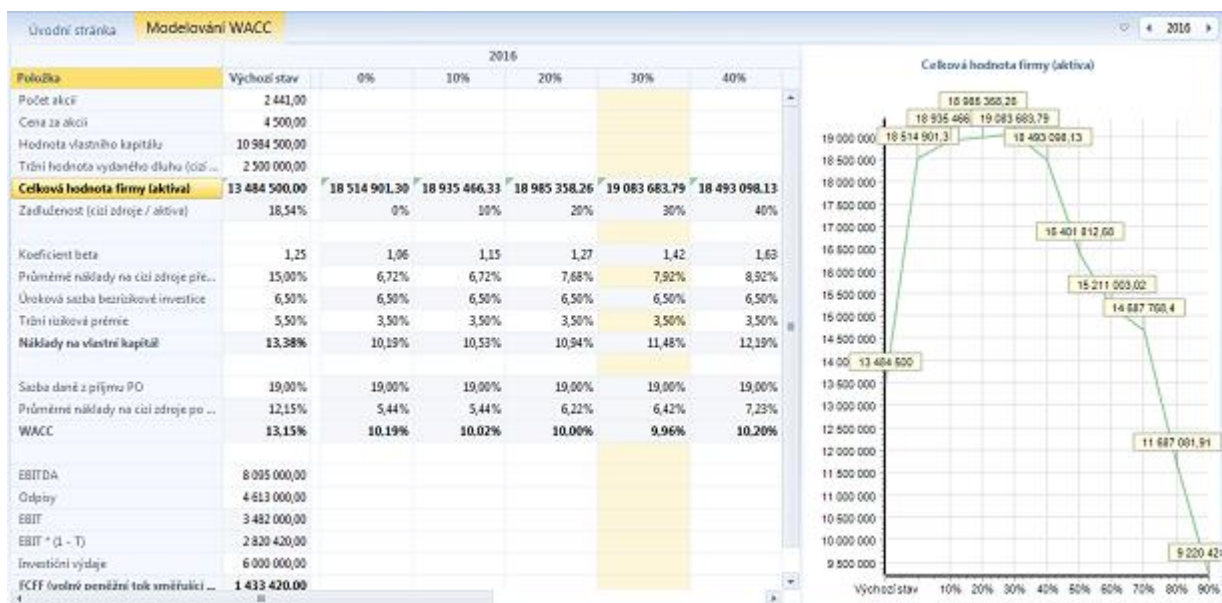 Úvodní stránka Modelování WACC 2016
2016
Položka Výchozí stav 0% 10% 20% 30% 40%
Počet akcií 2 441,00
Cena za akcii 4 500,00
Hodnota vlastního kapitálu 10 984 500,00
Tržní hodnota vydaného dluhu (cizí ... 2 500 000,00
Celková hodnota firmy (aktiva) 13 484 500,00 18 514 901,30 18 935 466,33 18 985 358,26 19 083 683,79 18 493 098,13
Zadluženost (cizí zdroje / aktiva) 18,54% 0% 10% 20% 30% 40%
Koeficient beta 1,25 1,06 1,15 1,27 1,42 1,63
Průměrné náklady na cizí zdroje pře... 15,00% 6,72% 6,72% 7,68% 7,92% 8,92%
Úroková sazba bezrizikové investice 6,50% 6,50% 6,50% 6,50% 6,50% 6,50%
Tržní riziková prémie 5,50% 3,50% 3,50% 3,50% 3,50% 3,50%
Náklady na vlastní kapitál 13,38% 10,19% 10,53% 10,94% 11,48% 12,19%
Sazba daně z příjmu PO 19,00% 19,00% 19,00% 19,00% 19,00% 19,00%
Průměrné náklady na cizí zdroje po ... 12,15% 5,44% 5,44% 6,22% 6,42% 7,23%
WACC 13,15% 10,19% 10,02% 10,00% 9,96% 10,20%
EBITDA 8 095 000,00
Odpisy 4 613 000,00
EBIT 3 482 000,00
EBIT * (1 - T) 2 820 420,00
Investiční výdaje 6 000 000,00
FCFF (volný peněžní tok směřující ... 1 433 420,00
Celková hodnota firmy (aktiva)
18 985 358,26
18 935 466 19 083 683,79
19 000 000 18 514 901,3 18 493 098,13
18 500 000
18 000 000
17 500 000
17 000 000
16 401 812,68
16 500 000
16 000 000
15 211 003,02
15 500 000
15 000 000 14 687 768,4
14 500 000
14 00 13 484 500
13 500 000
13 000 000
12 500 000
11 687 081,91
12 000 000
11 500 000
11 000 000
10 500 000
10 000 000
9 220 42
9 500 000
Výchozí stav 10% 20% 30% 40% 50% 60% 70% 80% 90%